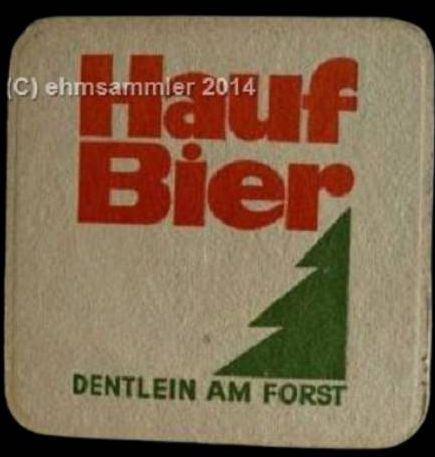 (C) ehmsammler 2014
Hauf
Bier
DENTLEIN AM FORST